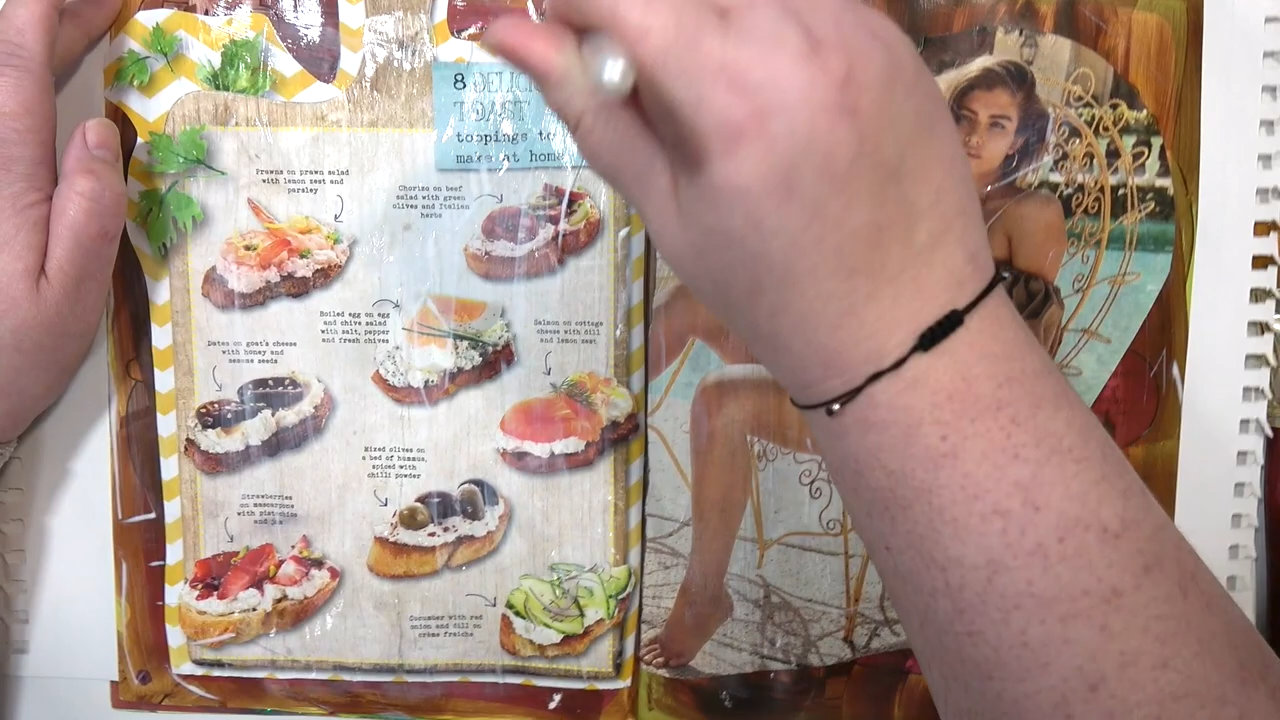 8 DELICIOUS
TOAST
toppings to
make at home
Prawns on prawn salad
with lemon zest and
parsley
Chorizo on beef
salad with green
olives and Italian
herbs
Boiled egg on egg
and chive salad
with salt, pepper
and fresh chives
Salmon on cottage
cheese with dill
and lemon zest
Dates on goat's cheese
with honey and
sesame seeds
Mixed olives on
a bed of hummus,
spiced with
chilli powder
Strawberries
on mascarpone
with pistachios
and jam
Cucumber with red
onion and dill on
crème fraîche